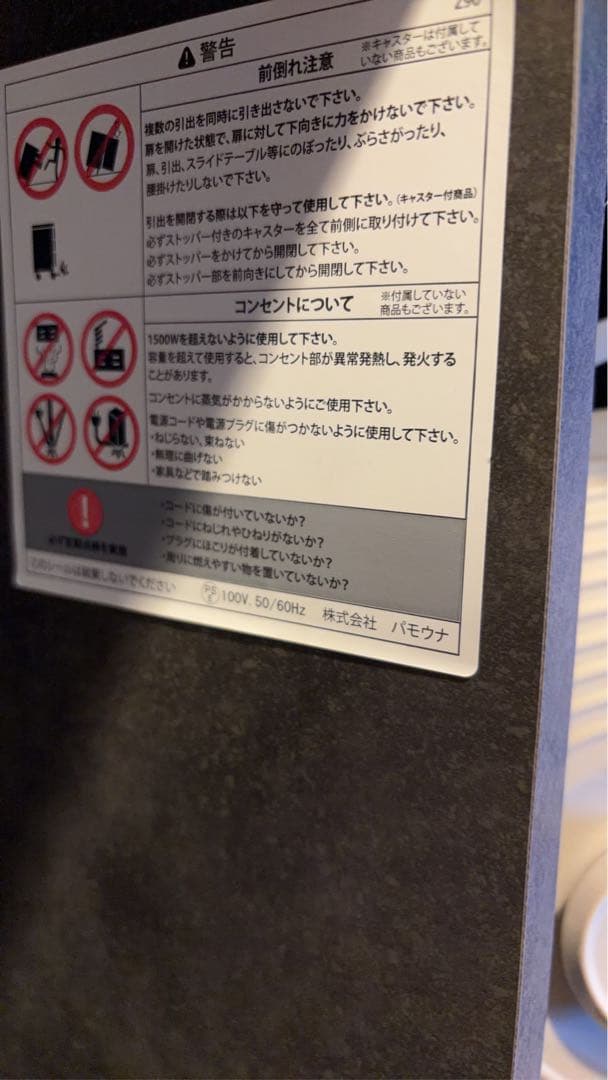 警告
前倒れ注意
※キャスターは付属して
いない商品もございます。
複数の引出を同時に引き出さないで下さい。
扉を開けた状態で、扉に対して下向きに力をかけないで下さい。
扉、引出、スライドテーブル等にのぼったり、ぶらさがったり、
腰掛けたりしないで下さい。
引出を開閉する際は以下を守って使用して下さい。(キャスター付商品)
必ずストッパー付きのキャスターを全て前側に取り付けて下さい。
必ずストッパーをかけてから開閉して下さい。
必ずストッパー部を前向きにしてから開閉して下さい。
コンセントについて
※付属していない
商品もございます。
1500Wを超えないように使用して下さい。
容量を超えて使用すると、コンセント部が異常発熱し、発火する
ことがあります。
コンセントに蒸気がかからないようにご使用下さい。
電源コードや電源プラグに傷がつかないように使用して下さい。
・ねじらない、束ねない
・無理に曲げない
・家具などで踏みつけない
・コードに傷が付いていないか?
・コードにねじれやひねりがないか?
・プラグにほこりが付着していないか?
・周りに燃えやすい物を置いていないか?
このシールは破棄しないでください
PS
E 100V 50/60Hz 株式会社 パモウナ